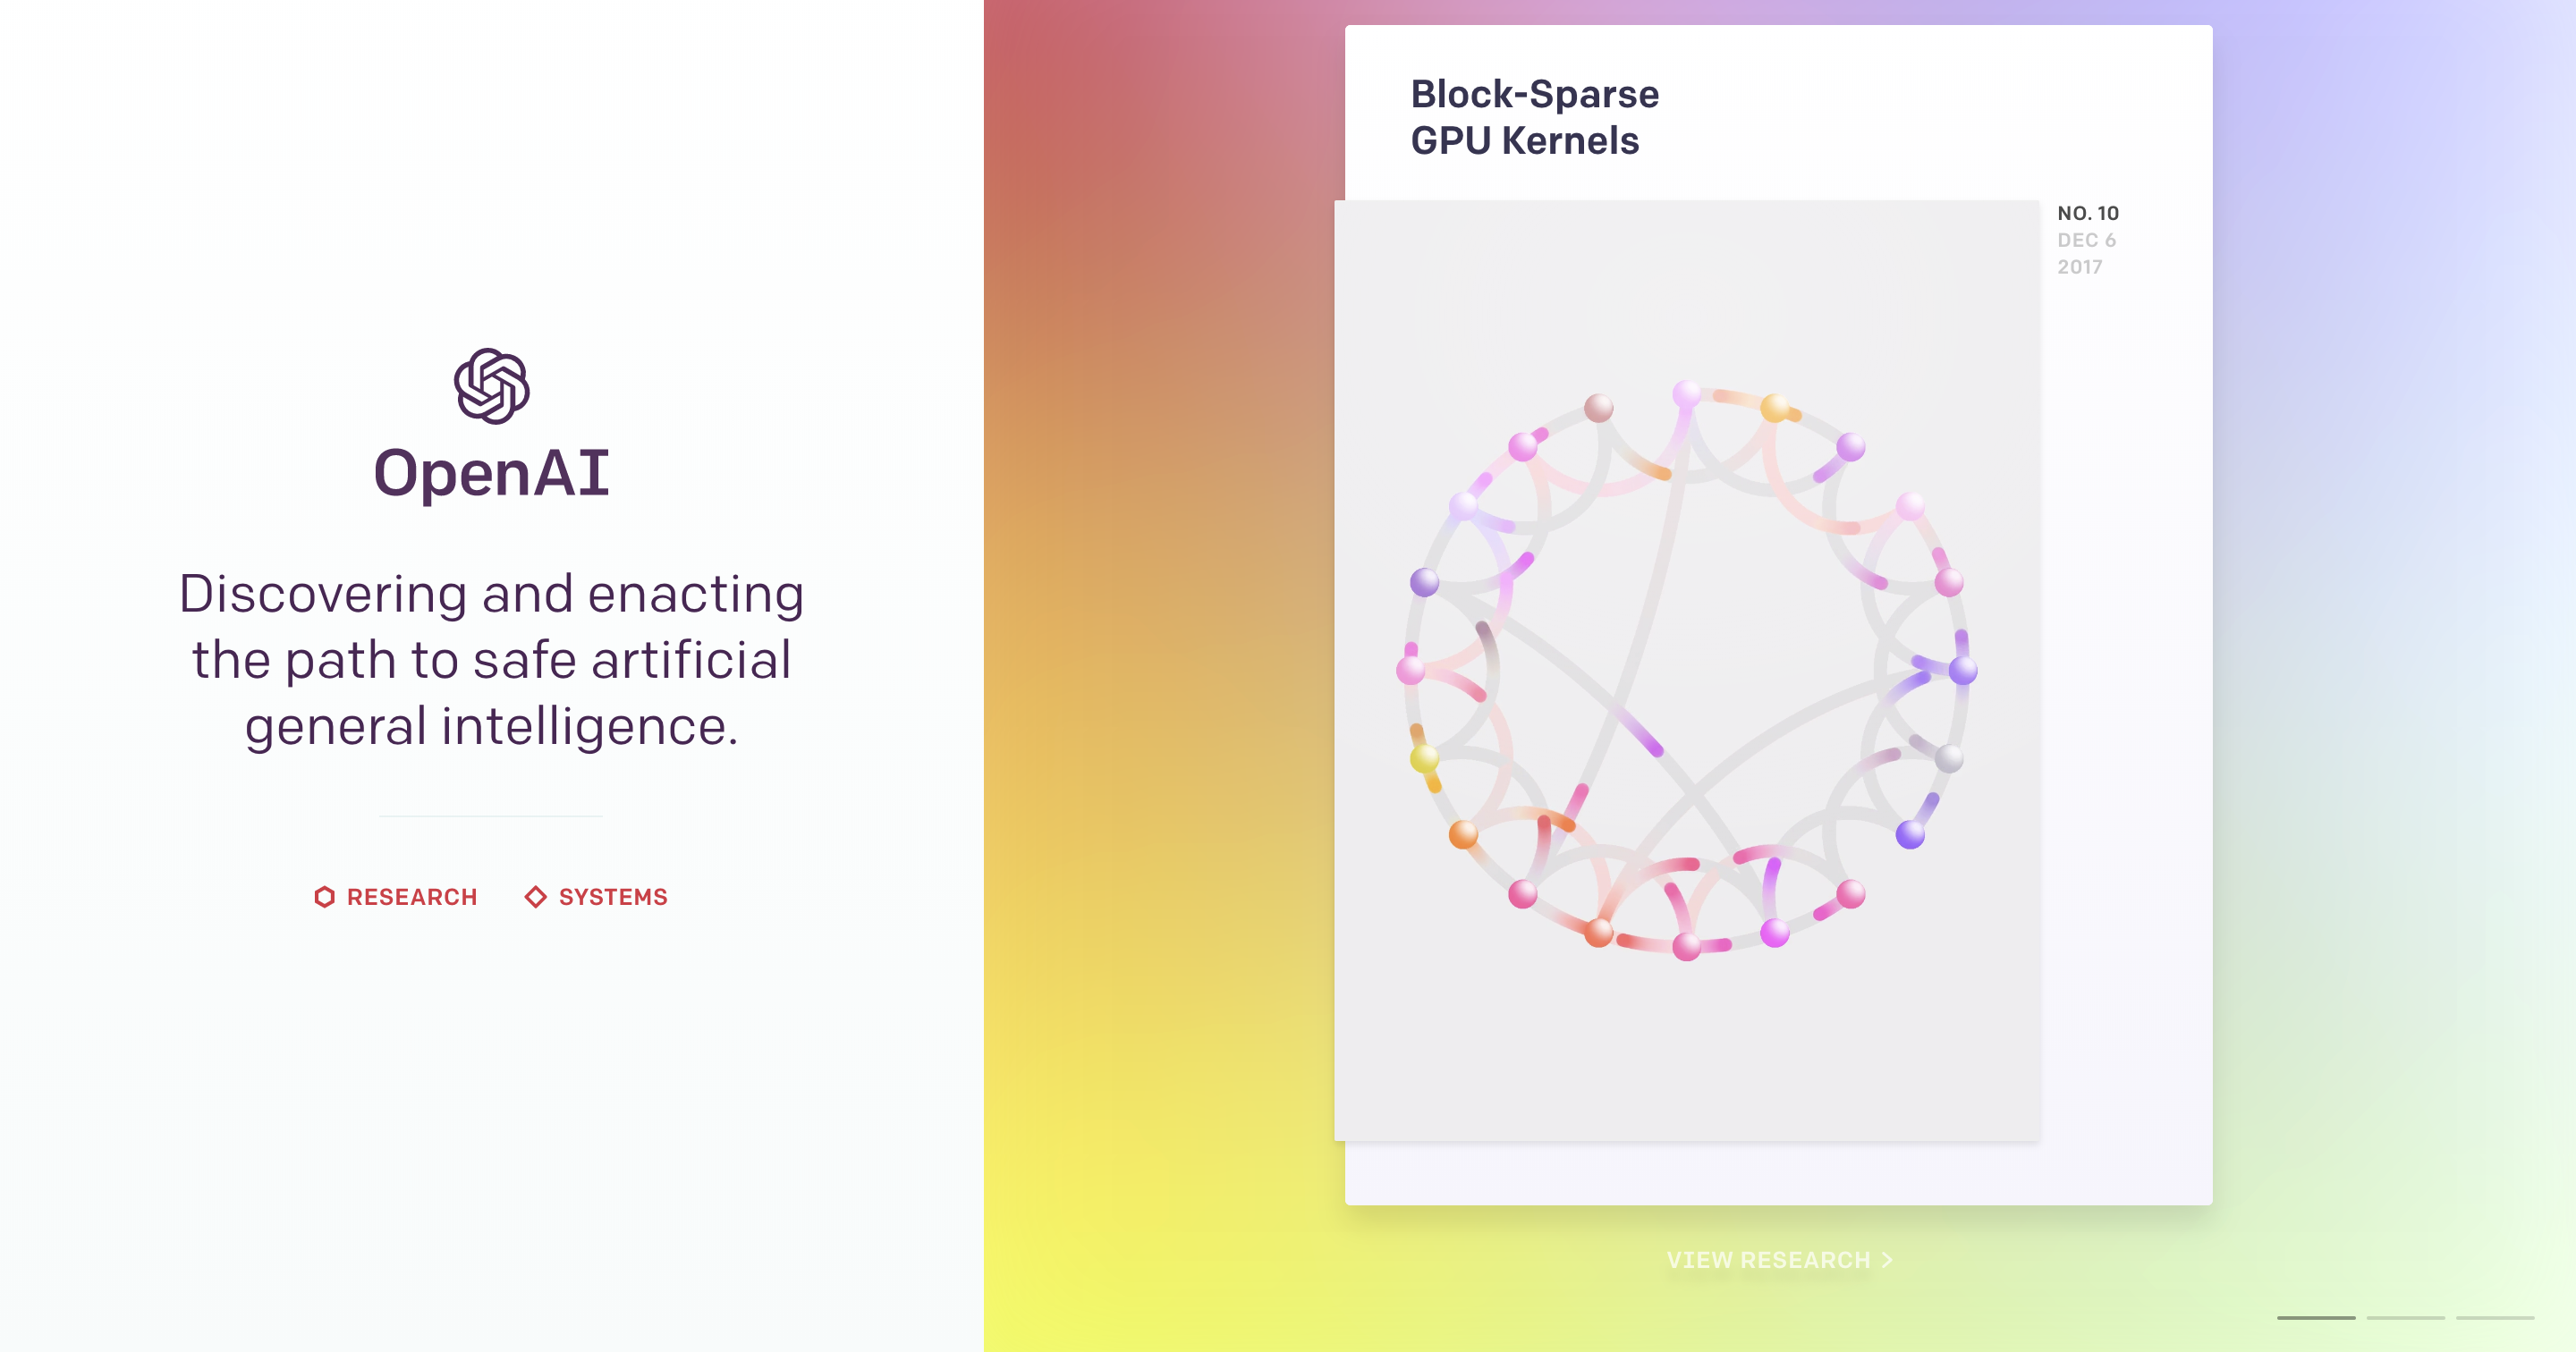 OpenAI
Discovering and enacting
the path to safe artificial
general intelligence.
RESEARCH
SYSTEMS
Block-Sparse
GPU Kernels
NO. 10
DEC 6
2017
VIEW RESEARCH